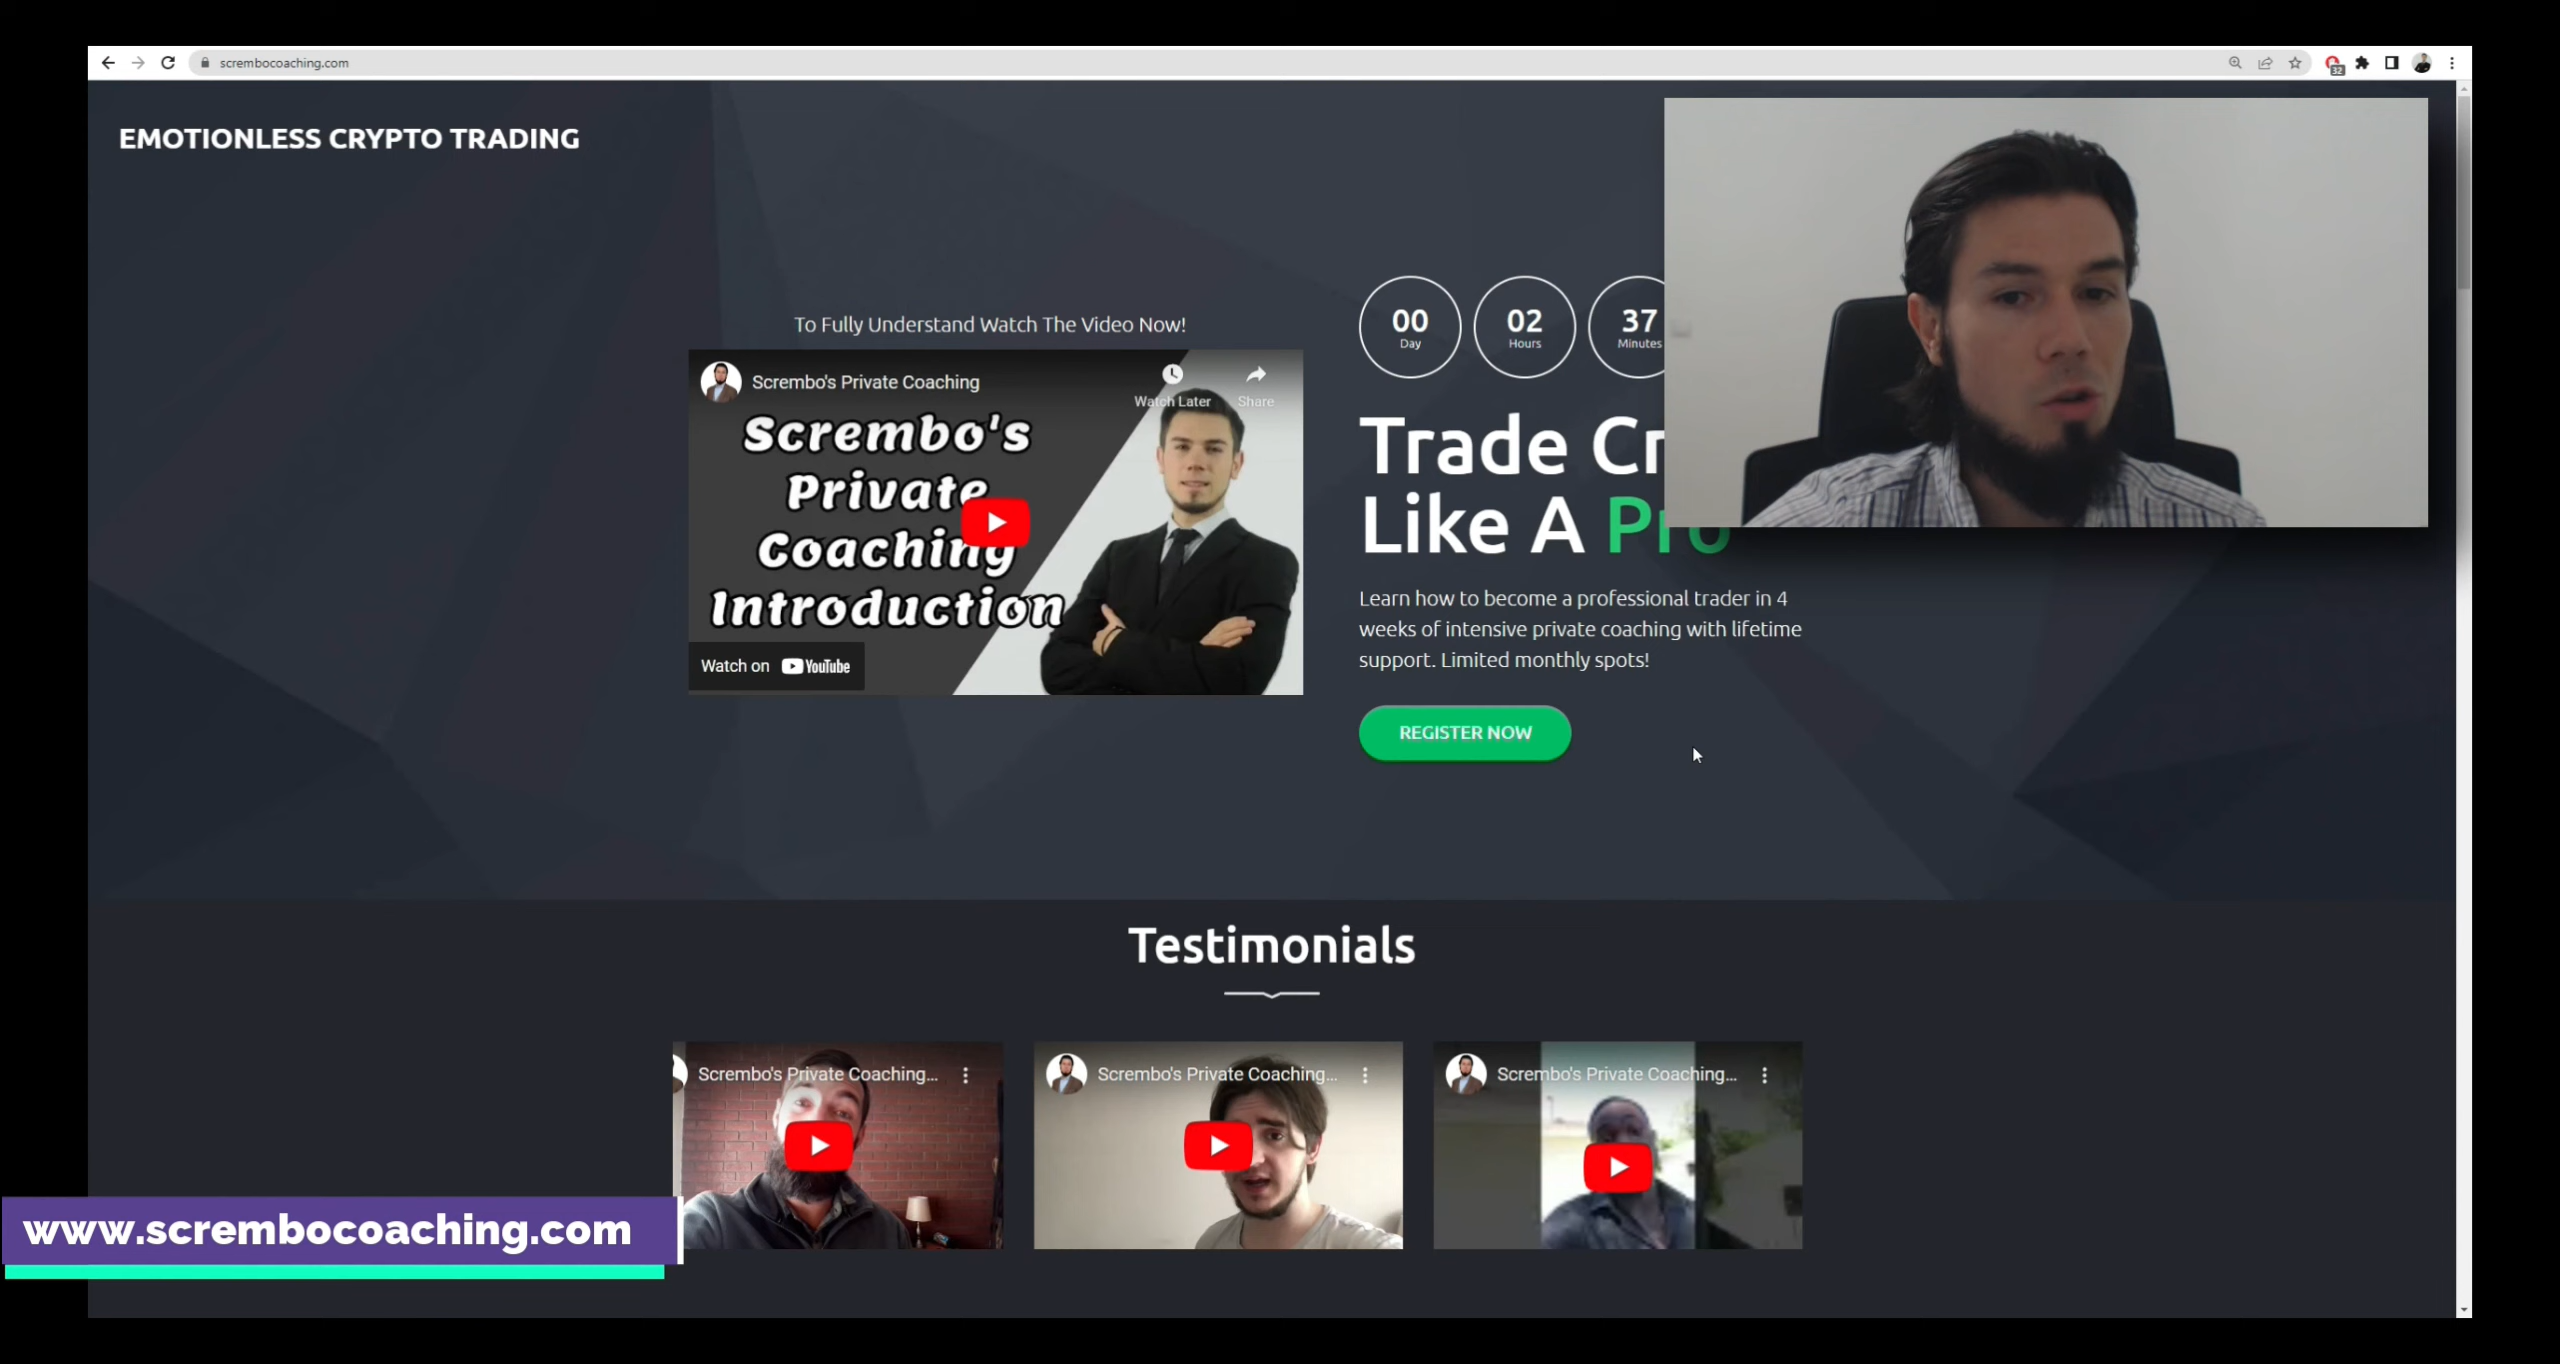 scrembocoaching.com
32
EMOTIONLESS CRYPTO TRADING
To Fully Understand Watch The Video Now!
Scrembo's Private Coaching
Watch Later
Share
Scrembo's
Private
Coaching
Introduction
Watch on YouTube
00
Day
02
Hours
37
Minutes
Trade Cr
Like A Pro
Learn how to become a professional trader in 4
weeks of intensive private coaching with lifetime
support. Limited monthly spots!
REGISTER NOW
Testimonials
Scrembo's Private Coaching...
Scrembo's Private Coaching...
Scrembo's Private Coaching...
www.scrembocoaching.com